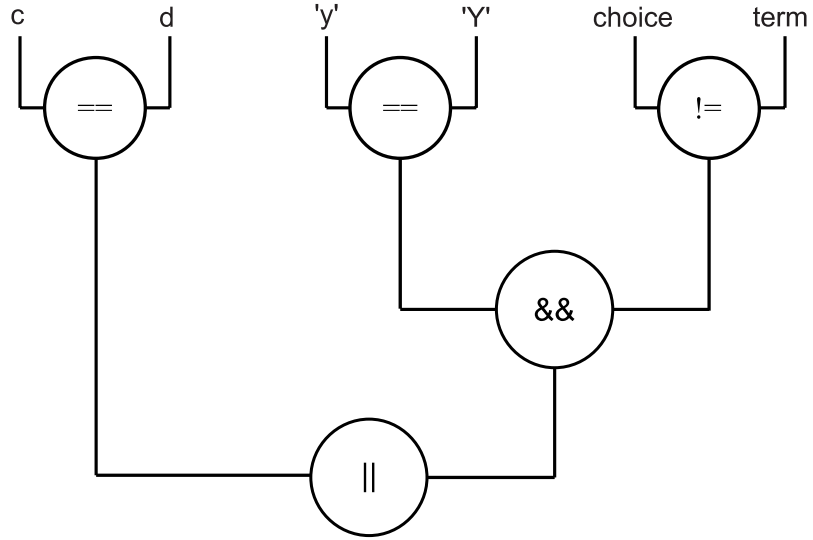 c d 'y' 'Y' choice term
== == !=
&&
||